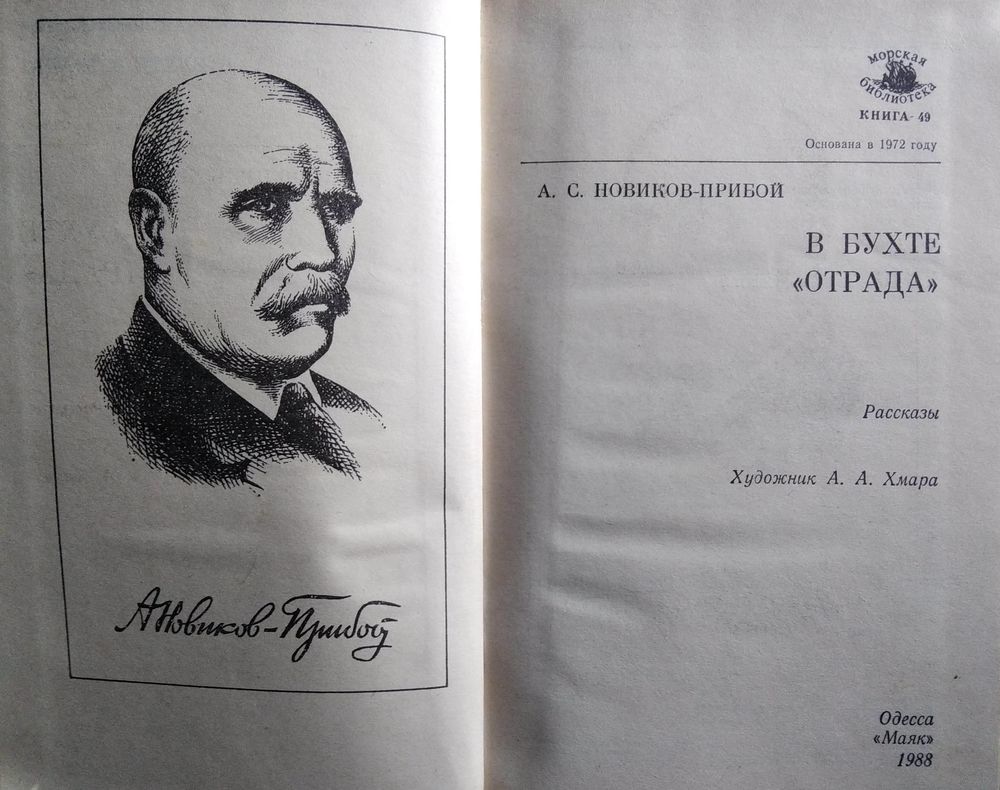 А Новиков-Прибой
морская
библиотека
КНИГА- 49
Основана в 1972 году
А. С. НОВИКОВ-ПРИБОЙ
В БУХТЕ
«ОТРАДА»
Рассказы
Художник А. А. Хмара
Одесса
«Маяк»
1988